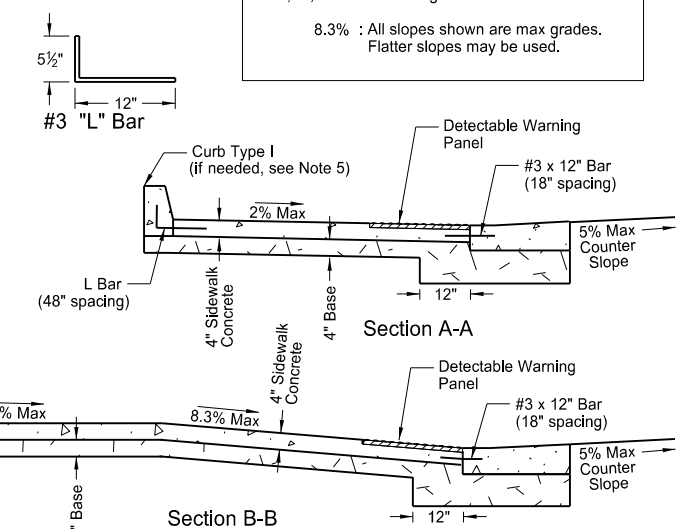 8.3% : All slopes shown are max grades.
Flatter slopes may be used.
5½"
12"
#3 "L" Bar
Curb Type I
(if needed, see Note 5)
Detectable Warning
Panel
#3 x 12" Bar
(18" spacing)
2% Max
5% Max
Counter
Slope
L Bar
(48" spacing)
4" Sidewalk
Concrete
4" Base
12"
Section A-A
4" Sidewalk
Concrete
Detectable Warning
Panel
#3 x 12" Bar
(18" spacing)
% Max
8.3% Max
5% Max
Counter
Slope
" Base
12"
Section B-B